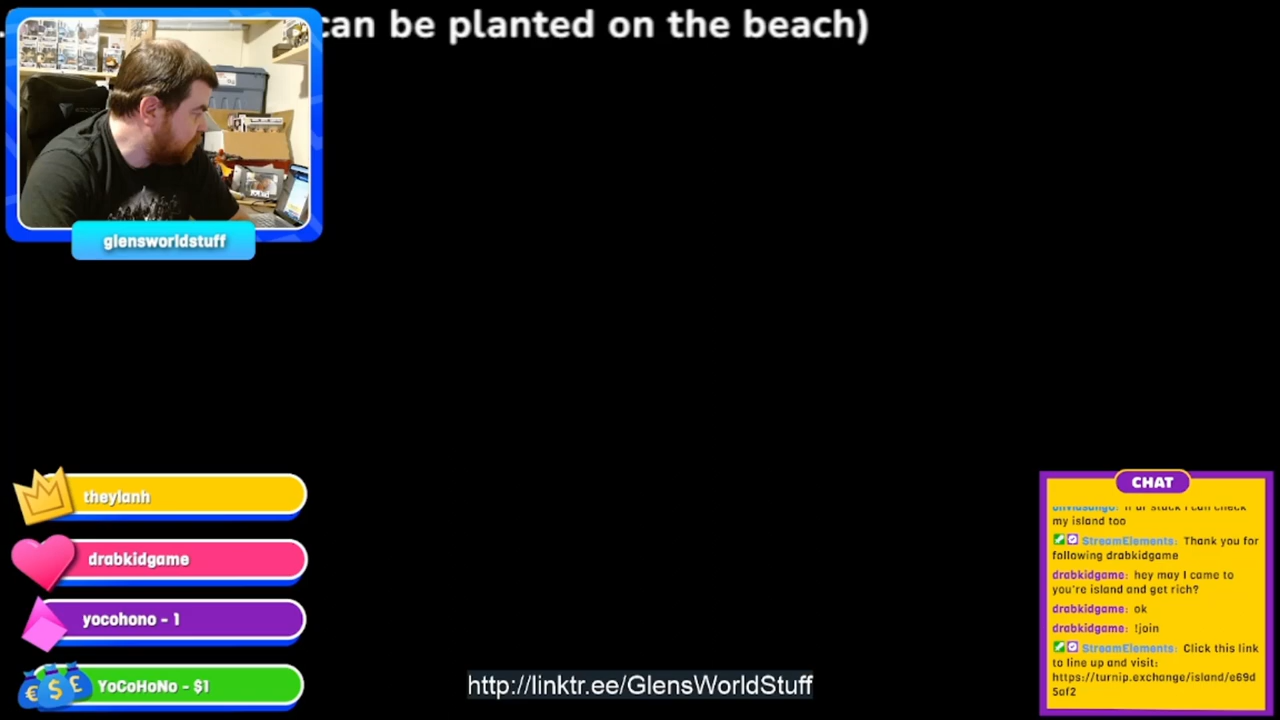 can be planted on the beach)
glensworldstuff
theylanh
drabkidgame
yocohono - 1
YoCoHoNo - $1
http://linktr.ee/GlensWorldStuff
CHAT
my island too
StreamElements: Thank you for
following drabkidgame
drabkidgame: hey may I came to
you're island and get rich?
drabkidgame: ok
drabkidgame: !join
StreamElements: Click this link
to line up and visit:
https://turnip.exchange/island/e69d
5af2